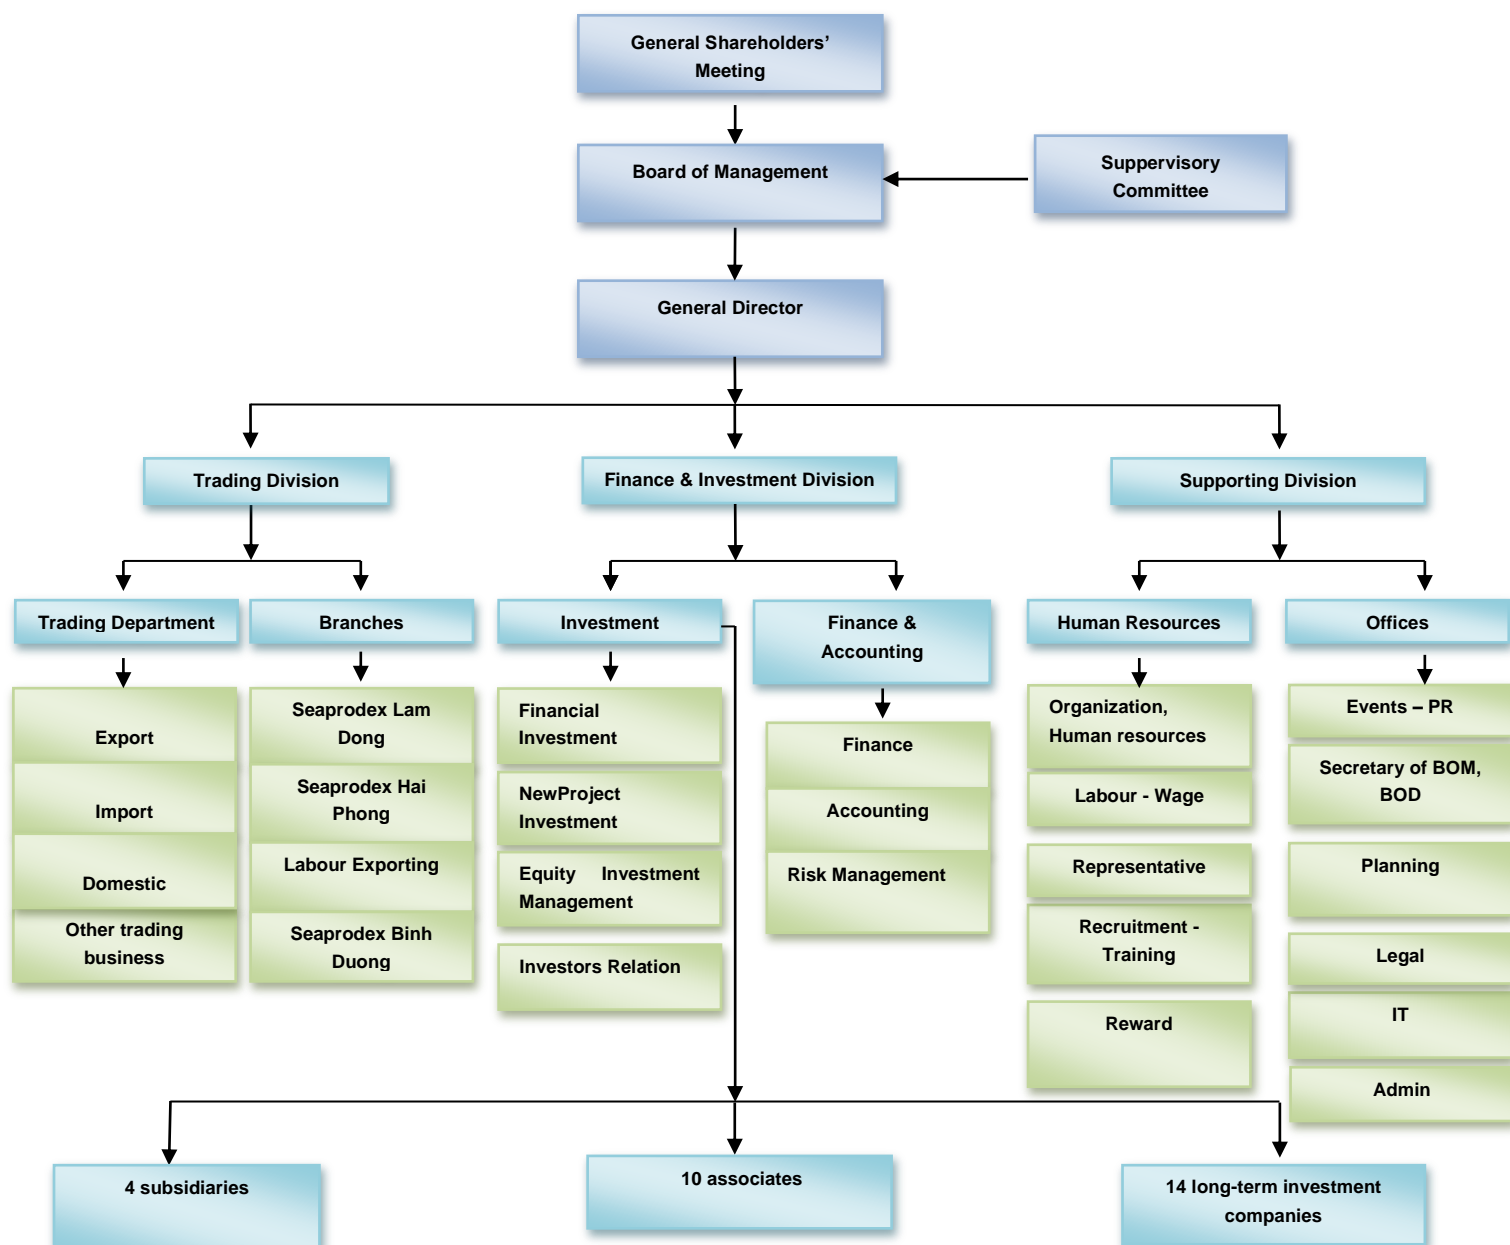 General Shareholders’
Meeting
Board of Management
Suppervisory
Committee
General Director
Trading Division
Finance & Investment Division
Supporting Division
Trading Department
Branches
Investment
Finance &
Accounting
Human Resources
Offices
Export
Import
Domestic
Other trading
business
Seaprodex Lam
Dong
Seaprodex Hai
Phong
Labour Exporting
Seaprodex Binh
Duong
Financial
Investment
NewProject
Investment
Equity Investment
Management
Investors Relation
Finance
Accounting
Risk Management
Organization,
Human resources
Labour - Wage
Representative
Recruitment -
Training
Reward
Events – PR
Secretary of BOM,
BOD
Planning
Legal
IT
Admin
4 subsidiaries
10 associates
14 long-term investment
companies